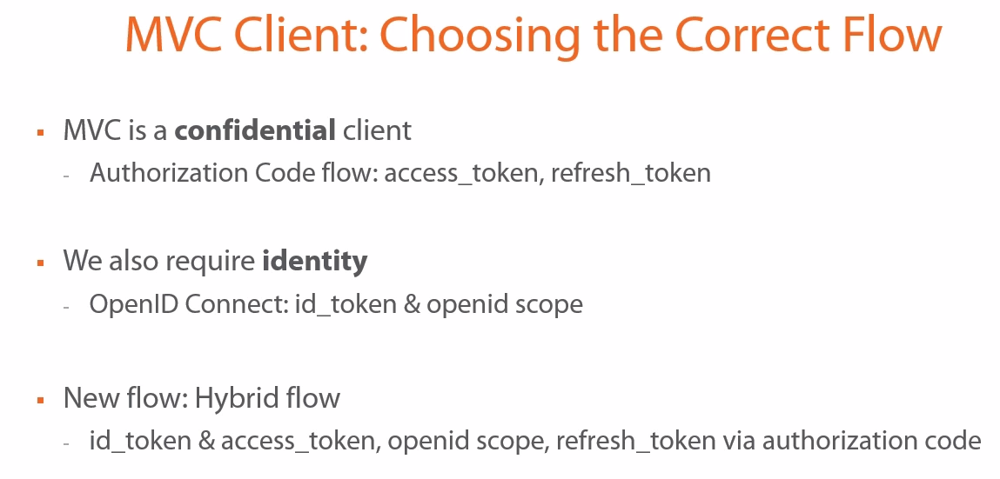 MVC Client: Choosing the Correct Flow
▪ MVC is a confidential client
- Authorization Code flow: access_token, refresh_token
▪ We also require identity
- OpenID Connect: id_token & openid scope
▪ New flow: Hybrid flow
- id_token & access_token, openid scope, refresh_token via authorization code